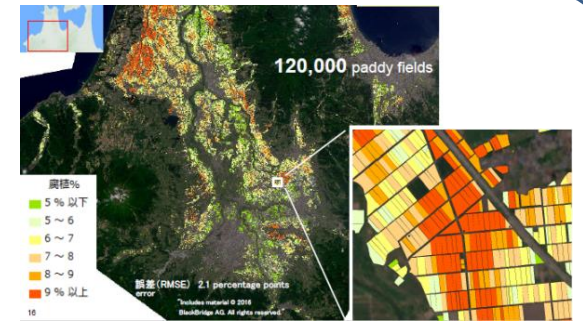 120,000 paddy fields
腐植%
5 % 以下
5 ~ 6
6 ~ 7
7 ~ 8
8 ~ 9
9 % 以上
誤差(RMSE) 2.1 percentage points
error
"Includes material © 2016
BlackBridge AG. All rights reserved."
16